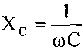 X_C = 1/(ωC)